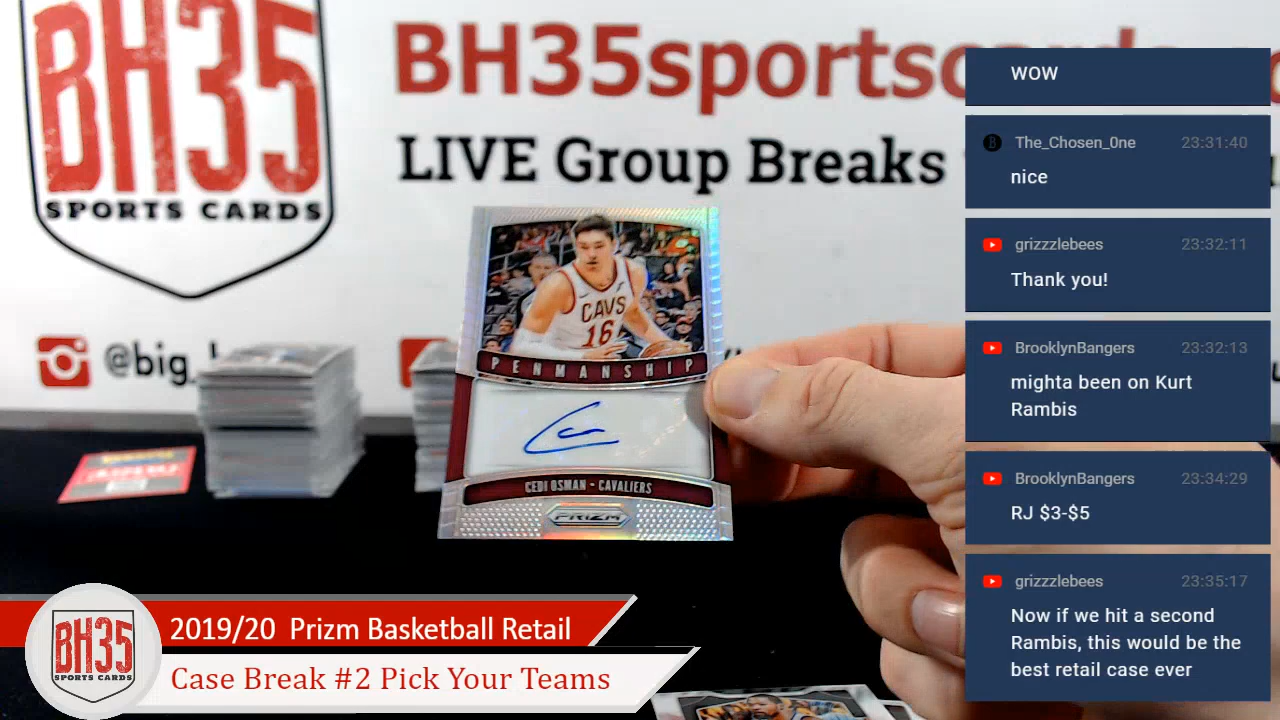 BH35
SPORTS CARDS
BH35sportsc
LIVE Group Breaks
@big_
CAVS
16
PENMANSHIP
CEDI OSMAN - CAVALIERS
PRIZM
BH35
SPORTS CARDS
2019/20 Prizm Basketball Retail
Case Break #2 Pick Your Teams
WOW
The_Chosen_0ne 23:31:40
nice
grizzzlebees 23:32:11
Thank you!
BrooklynBangers 23:32:13
mighta been on Kurt
Rambis
BrooklynBangers 23:34:29
RJ $3-$5
grizzzlebees 23:35:17
Now if we hit a second
Rambis, this would be the
best retail case ever